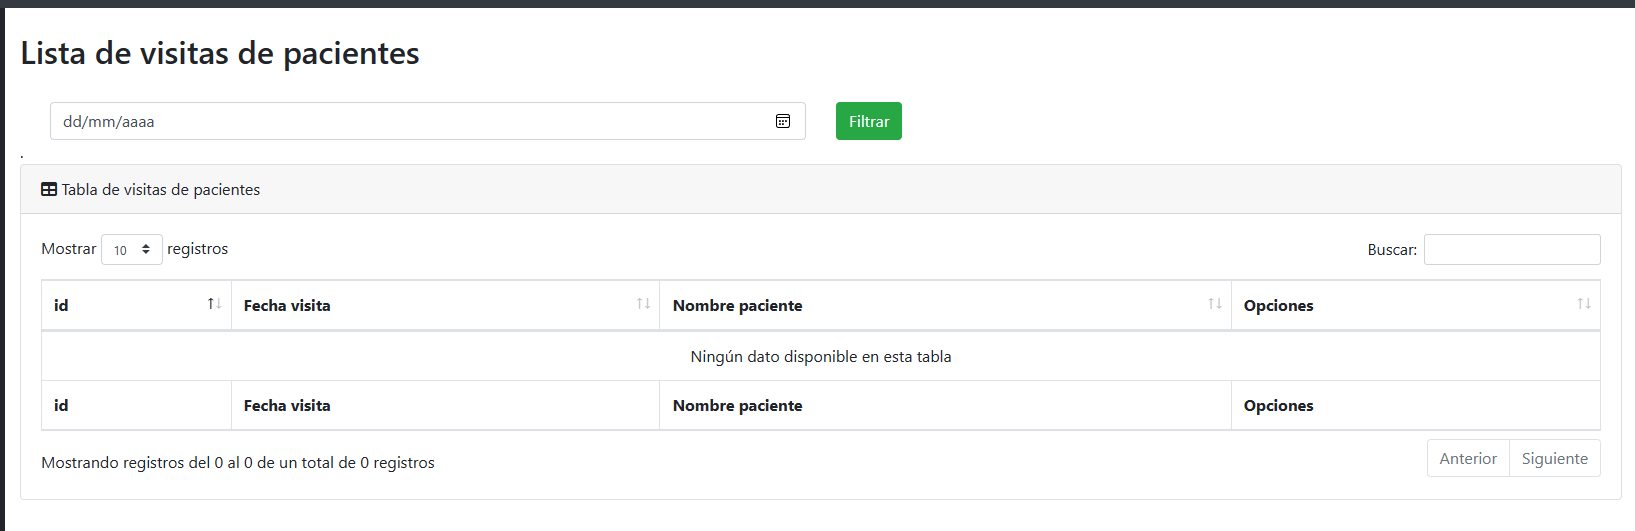 Lista de visitas de pacientes
dd/mm/aaaa
Filtrar
.
Tabla de visitas de pacientes
Mostrar 10 registros
Buscar:
id Fecha visita Nombre paciente Opciones
Ningún dato disponible en esta tabla
id Fecha visita Nombre paciente Opciones
Mostrando registros del 0 al 0 de un total de 0 registros
Anterior Siguiente